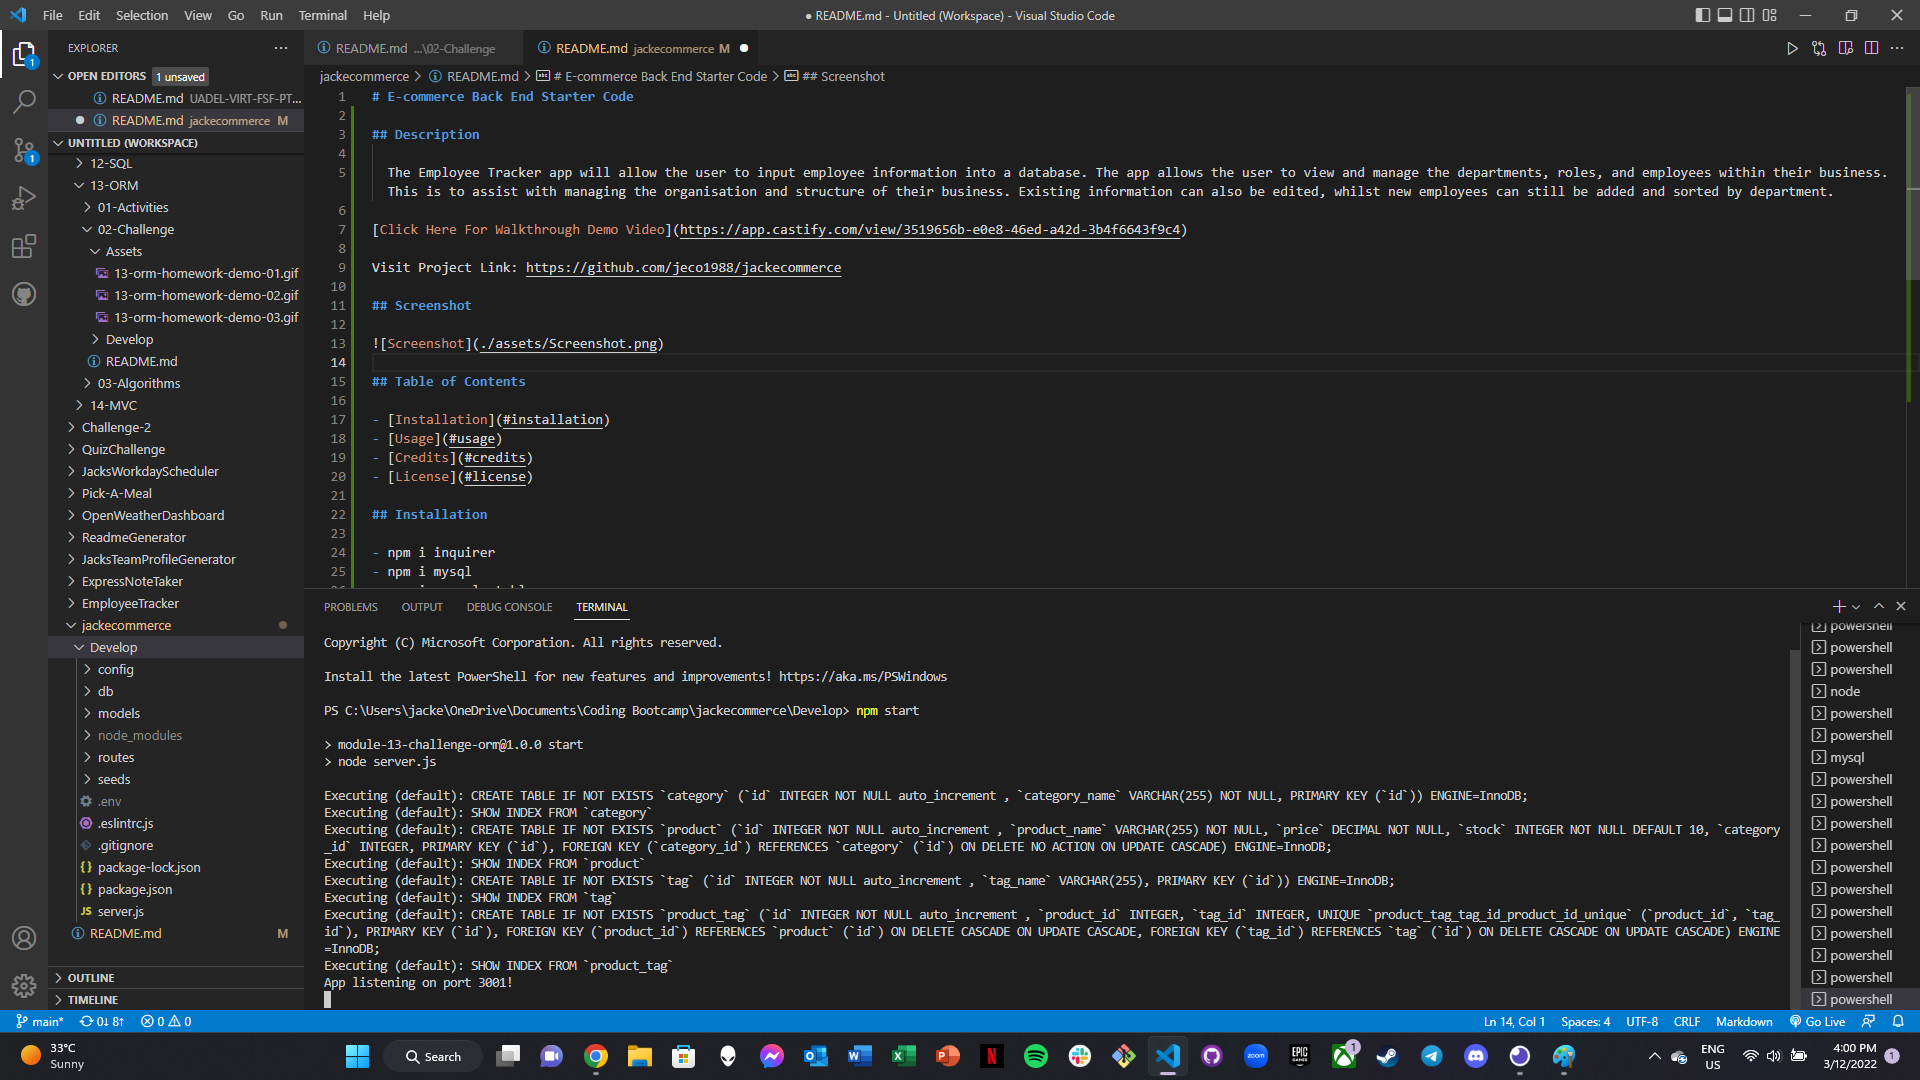 File Edit Selection View Go Run Terminal Help
● README.md - Untitled (Workspace) - Visual Studio Code
EXPLORER
README.md ...\02-Challenge
README.md jackecommerce M
OPEN EDITORS 1 unsaved
README.md UADEL-VIRT-FSF-PT...
README.md jackecommerce M
UNTITLED (WORKSPACE)
12-SQL
13-ORM
01-Activities
02-Challenge
Assets
13-orm-homework-demo-01.gif
13-orm-homework-demo-02.gif
13-orm-homework-demo-03.gif
Develop
README.md
03-Algorithms
14-MVC
Challenge-2
QuizChallenge
JacksWorkdayScheduler
Pick-A-Meal
OpenWeatherDashboard
ReadmeGenerator
JacksTeamProfileGenerator
ExpressNoteTaker
EmployeeTracker
jackecommerce
Develop
config
db
models
node_modules
routes
seeds
.env
.eslintrc.js
.gitignore
package-lock.json
package.json
server.js
README.md M
OUTLINE
TIMELINE
jackecommerce > README.md > # E-commerce Back End Starter Code > ## Screenshot
1 # E-commerce Back End Starter Code
2
3 ## Description
4
5 The Employee Tracker app will allow the user to input employee information into a database. The app allows the user to view and manage the departments, roles, and employees within their business.
This is to assist with managing the organisation and structure of their business. Existing information can also be edited, whilst new employees can still be added and sorted by department.
6
7 [Click Here For Walkthrough Demo Video](https://app.castify.com/view/3519656b-e0e8-46ed-a42d-3b4f6643f9c4)
8
9 Visit Project Link: https://github.com/jeco1988/jackecommerce
10
11 ## Screenshot
12
13 ![Screenshot](./assets/Screenshot.png)
14
15 ## Table of Contents
16
17 - [Installation](#installation)
18 - [Usage](#usage)
19 - [Credits](#credits)
20 - [License](#license)
21
22 ## Installation
23
24 - npm i inquirer
25 - npm i mysql
PROBLEMS OUTPUT DEBUG CONSOLE TERMINAL
Copyright (C) Microsoft Corporation. All rights reserved.
Install the latest PowerShell for new features and improvements! https://aka.ms/PSWindows
PS C:\Users\jacke\OneDrive\Documents\Coding Bootcamp\jackecommerce\Develop> npm start
> module-13-challenge-orm@1.0.0 start
> node server.js
Executing (default): CREATE TABLE IF NOT EXISTS `category` (`id` INTEGER NOT NULL auto_increment , `category_name` VARCHAR(255) NOT NULL, PRIMARY KEY (`id`)) ENGINE=InnoDB;
Executing (default): SHOW INDEX FROM `category`
Executing (default): CREATE TABLE IF NOT EXISTS `product` (`id` INTEGER NOT NULL auto_increment , `product_name` VARCHAR(255) NOT NULL, `price` DECIMAL NOT NULL, `stock` INTEGER NOT NULL DEFAULT 10, `category
_id` INTEGER, PRIMARY KEY (`id`), FOREIGN KEY (`category_id`) REFERENCES `category` (`id`) ON DELETE NO ACTION ON UPDATE CASCADE) ENGINE=InnoDB;
Executing (default): SHOW INDEX FROM `product`
Executing (default): CREATE TABLE IF NOT EXISTS `tag` (`id` INTEGER NOT NULL auto_increment , `tag_name` VARCHAR(255), PRIMARY KEY (`id`)) ENGINE=InnoDB;
Executing (default): SHOW INDEX FROM `tag`
Executing (default): CREATE TABLE IF NOT EXISTS `product_tag` (`id` INTEGER NOT NULL auto_increment , `product_id` INTEGER, `tag_id` INTEGER, UNIQUE `product_tag_tag_id_product_id_unique` (`product_id`, `tag_
id`), PRIMARY KEY (`id`), FOREIGN KEY (`product_id`) REFERENCES `product` (`id`) ON DELETE CASCADE ON UPDATE CASCADE, FOREIGN KEY (`tag_id`) REFERENCES `tag` (`id`) ON DELETE CASCADE ON UPDATE CASCADE) ENGINE
=InnoDB;
Executing (default): SHOW INDEX FROM `product_tag`
App listening on port 3001!
powershell
powershell
powershell
node
powershell
powershell
mysql
powershell
powershell
powershell
powershell
powershell
powershell
powershell
powershell
powershell
powershell
powershell
main* 0↓ 8↑ 0 0
Ln 14, Col 1 Spaces: 4 UTF-8 CRLF Markdown Go Live
33°C
Sunny
Search
zoom
EPIC GAMES
1
ENG
US
4:00 PM
3/12/2022
1